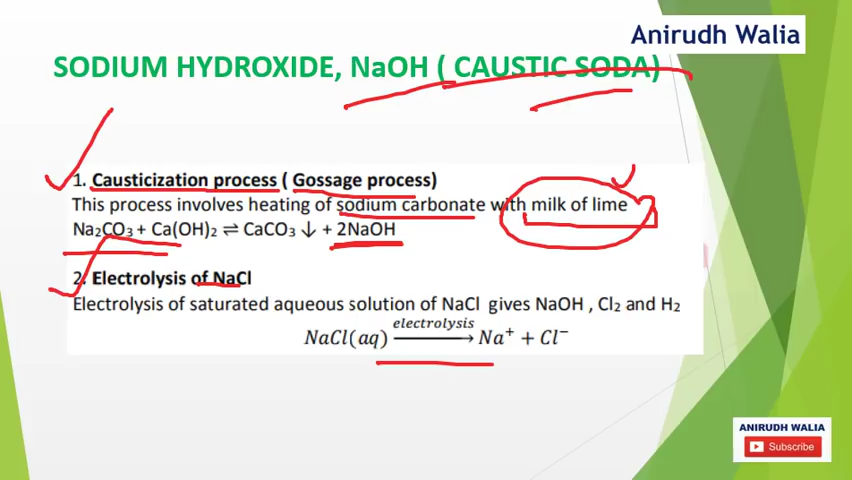 Anirudh Walia
SODIUM HYDROXIDE, NaOH ( CAUSTIC SODA)
1. Causticization process ( Gossage process)
This process involves heating of sodium carbonate with milk of lime
Na₂CO₃ + Ca(OH)₂ ⇌ CaCO₃ ↓ + 2NaOH
2. Electrolysis of NaCl
Electrolysis of saturated aqueous solution of NaCl gives NaOH , Cl₂ and H₂
electrolysis
NaCl(aq) ⟶ Na⁺ + Cl⁻
ANIRUDH WALIA
Subscribe